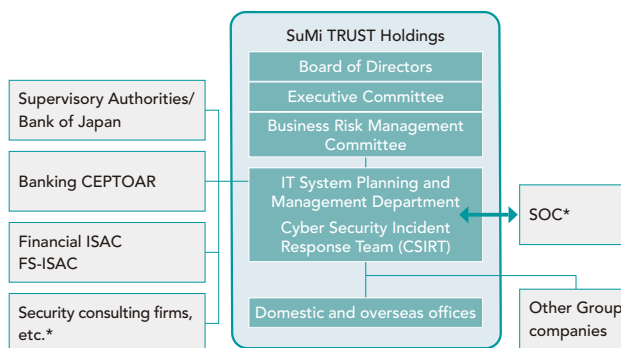 SuMi TRUST Holdings
Board of Directors
Executive Committee
Business Risk Management
Committee
IT System Planning and
Management Department
Cyber Security Incident
Response Team (CSIRT)
Domestic and overseas offices
Supervisory Authorities/
Bank of Japan
Banking CEPTOAR
Financial ISAC
FS-ISAC
Security consulting firms,
etc.*
SOC*
Other Group
companies